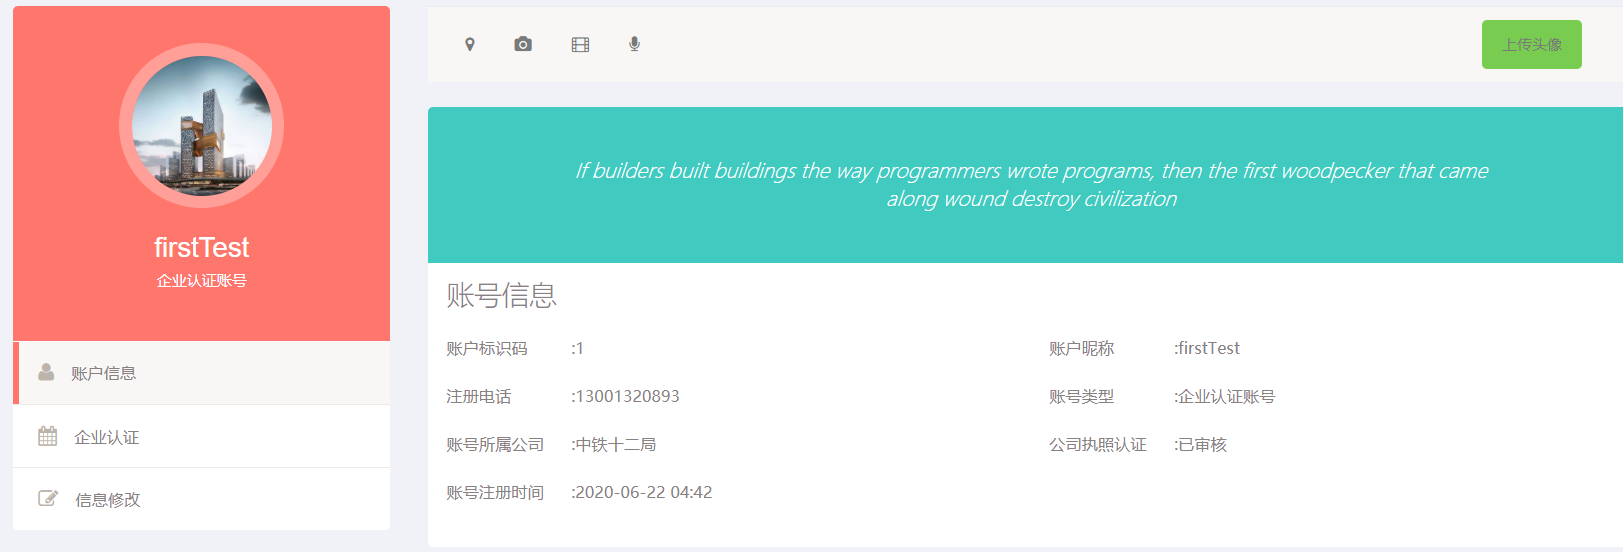 firstTest
企业认证账号
账户信息
企业认证
信息修改
上传头像
If builders built buildings the way programmers wrote programs, then the first woodpecker that came
along wound destroy civilization
账号信息
账户标识码 :1 账户昵称 :firstTest
注册电话 :13001320893 账号类型 :企业认证账号
账号所属公司 :中铁十二局 公司执照认证 :已审核
账号注册时间 :2020-06-22 04:42